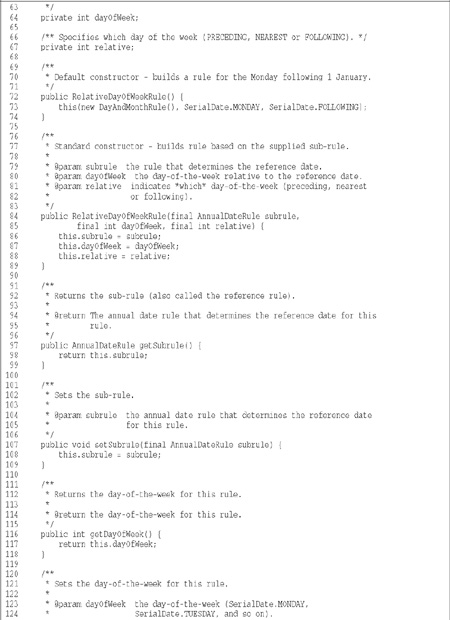 63 */
64 private int dayOfWeek;
65
66 /** Specifies which day of the week (PRECEDING, NEAREST or FOLLOWING). */
67 private int relative;
68
69 /**
70 * Default constructor - builds a rule for the Monday following 1 January.
71 */
72 public RelativeDayOfWeekRule() {
73 this(new DayAndMonthRule(), SerialDate.MONDAY, SerialDate.FOLLOWING);
74 }
75
76 /**
77 * Standard constructor - builds rule based on the supplied sub-rule.
78 *
79 * @param subrule the rule that determines the reference date.
80 * @param dayOfWeek the day-of-the-week relative to the reference date.
81 * @param relative indicates *which* day-of-the-week (preceding, nearest
82 * or following).
83 */
84 public RelativeDayOfWeekRule(final AnnualDateRule subrule,
85 final int dayOfWeek, final int relative) {
86 this.subrule = subrule;
87 this.dayOfWeek = dayOfWeek;
88 this.relative = relative;
89 }
90
91 /**
92 * Returns the sub-rule (also called the reference rule).
93 *
94 * @return The annual date rule that determines the reference date for this
95 * rule.
96 */
97 public AnnualDateRule getSubrule() {
98 return this.subrule;
99 }
100
101 /**
102 * Sets the sub-rule.
103 *
104 * @param subrule the annual date rule that determines the reference date
105 * for this rule.
106 */
107 public void setSubrule(final AnnualDateRule subrule) {
108 this.subrule = subrule;
109 }
110
111 /**
112 * Returns the day-of-the-week for this rule.
113 *
114 * @return the day-of-the-week for this rule.
115 */
116 public int getDayOfWeek() {
117 return this.dayOfWeek;
118 }
119
120 /**
121 * Sets the day-of-the-week for this rule.
122 *
123 * @param dayOfWeek the day-of-the-week (SerialDate.MONDAY,
124 * SerialDate.TUESDAY, and so on).